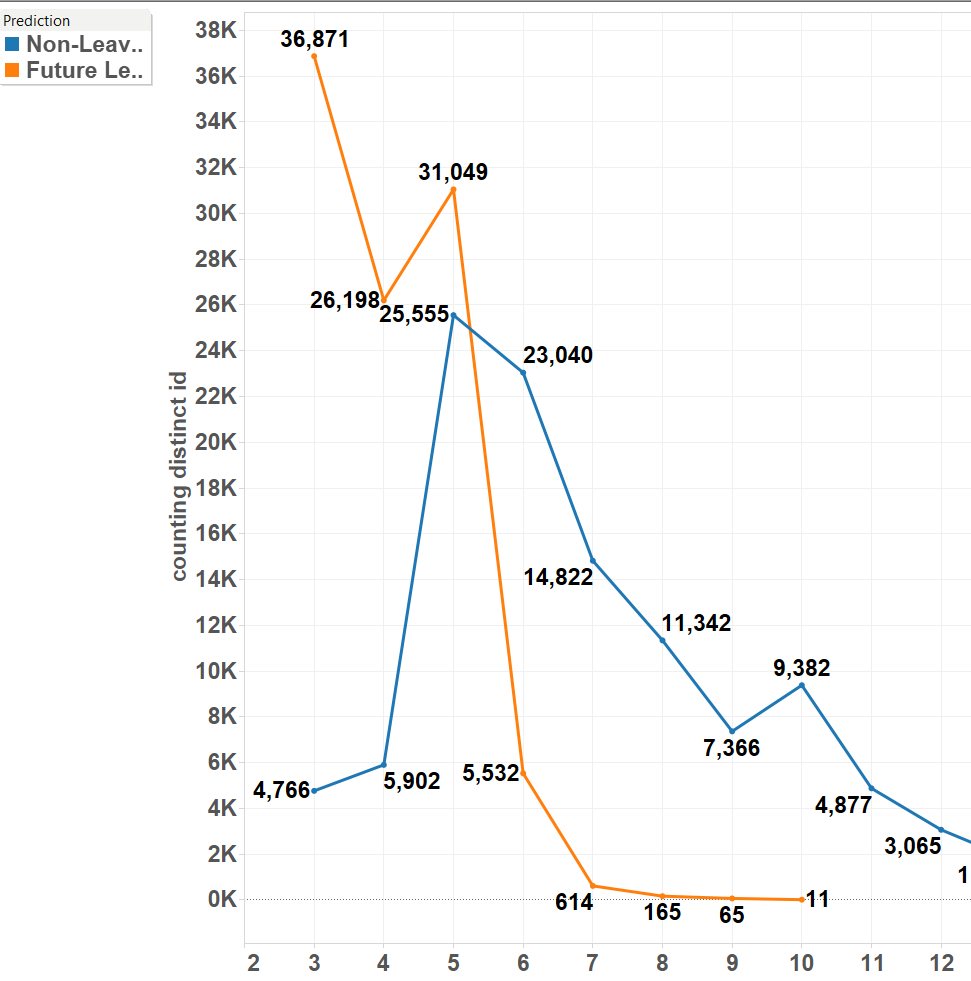 Prediction
Non-Leav..
Future Le..
38K
36K
34K
32K
30K
28K
26K
24K
22K
20K
18K
16K
14K
12K
10K
8K
6K
4K
2K
0K
counting distinct id
36,871
31,049
26,198
25,555
23,040
14,822
11,342
9,382
7,366
4,766
5,902
5,532
4,877
3,065
1
614
165
65
11
2 3 4 5 6 7 8 9 10 11 12